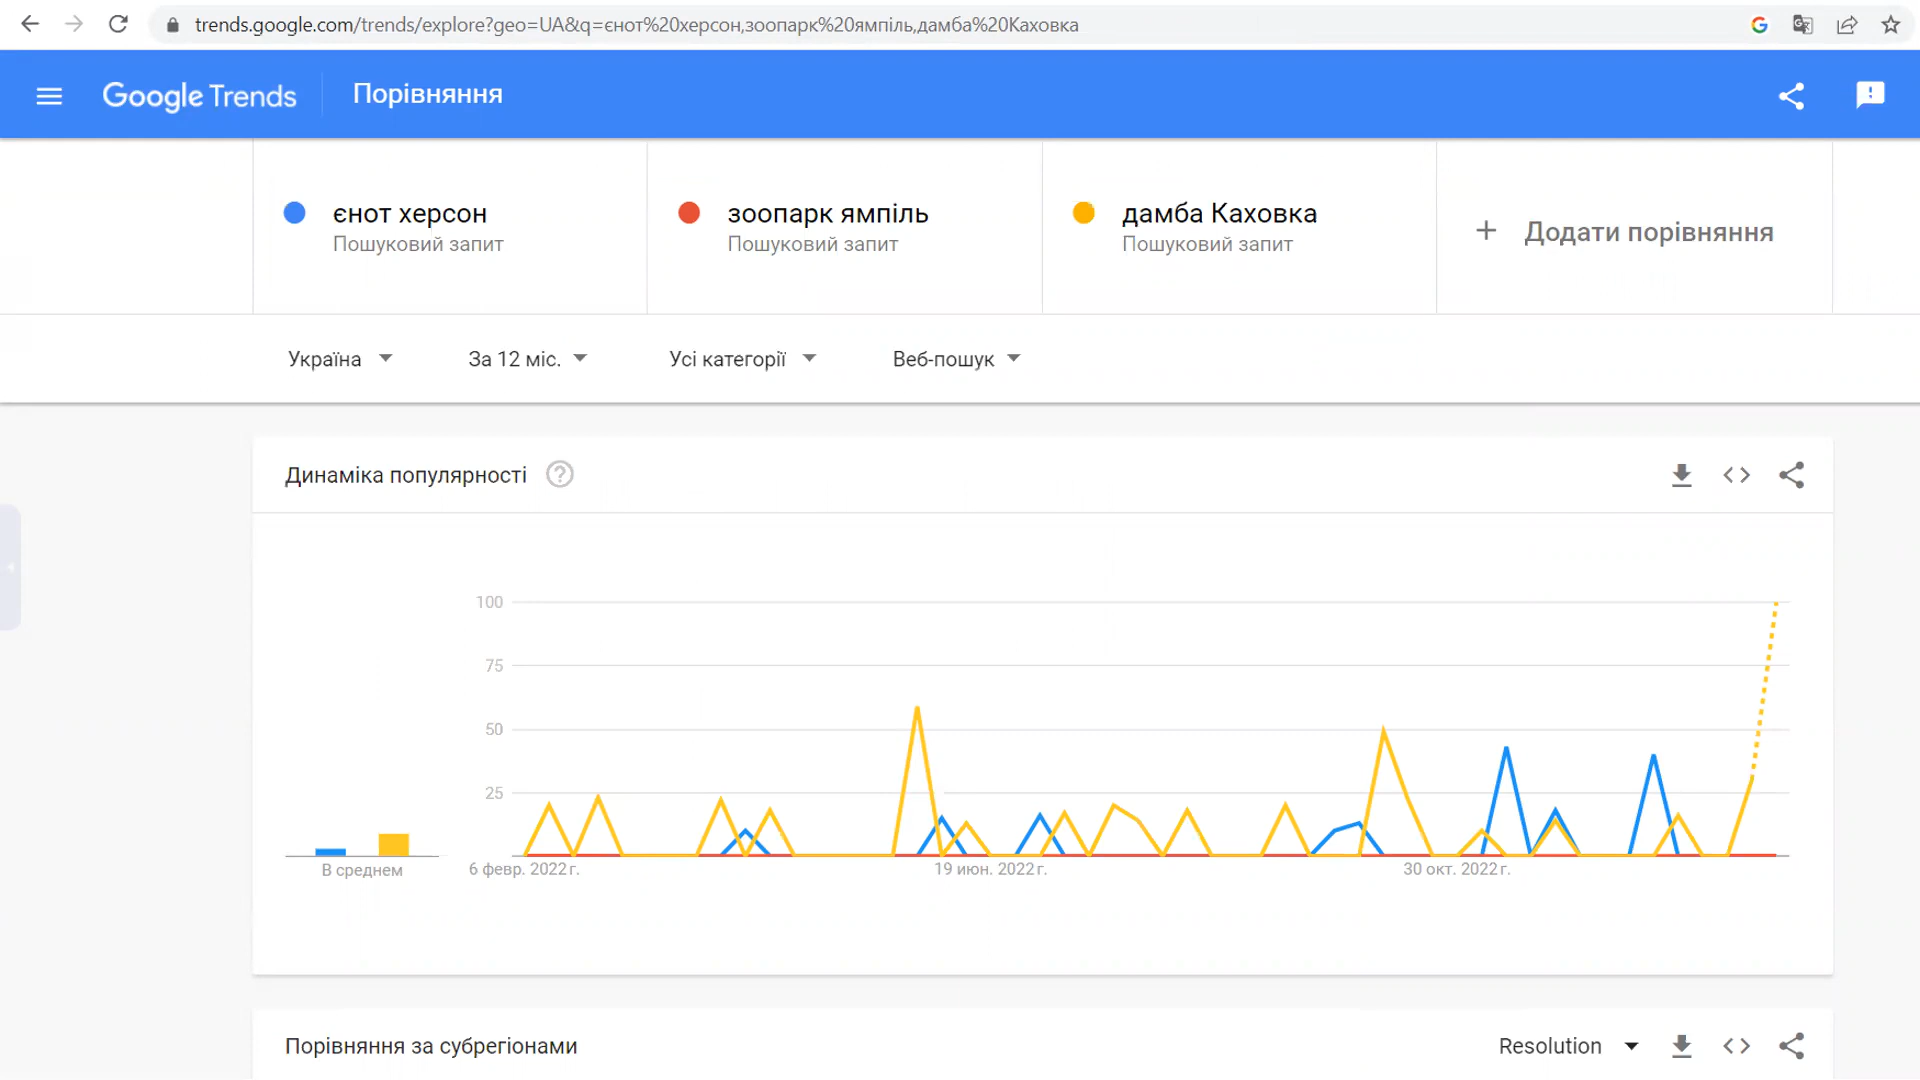 trends.google.com/trends/explore?geo=UA&q=єнот%20херсон,зоопарк%20ямпіль,дамба%20Каховка
Google Trends
Порівняння
єнот херсон
Пошуковий запит
зоопарк ямпіль
Пошуковий запит
дамба Каховка
Пошуковий запит
+ Додати порівняння
Україна
За 12 міс.
Усі категорії
Веб-пошук
Динаміка популярності
?
100
75
50
25
В среднем
6 февр. 2022 г.
19 июн. 2022 г.
30 окт. 2022 г.
Порівняння за субрегіонами
Resolution